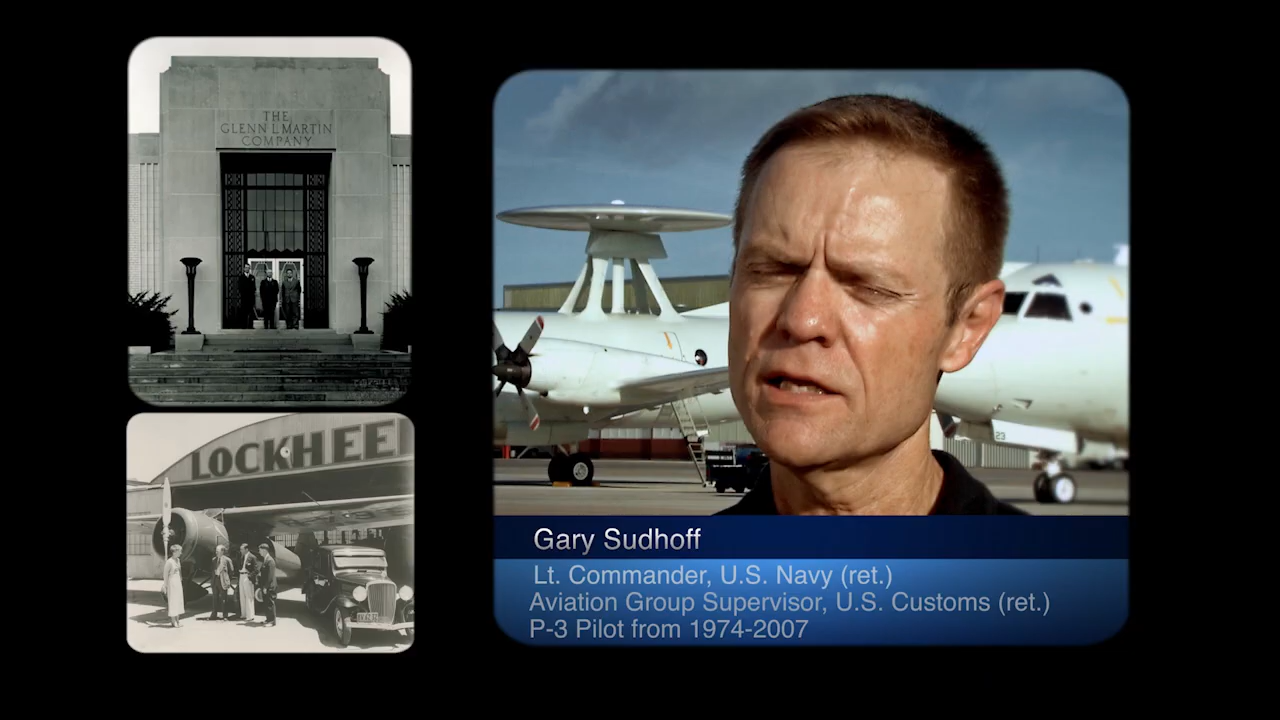 THE
GLENN L. MARTIN
COMPANY
LOCKHEE
Gary Sudhoff
Lt. Commander, U.S. Navy (ret.)
Aviation Group Supervisor, U.S. Customs (ret.)
P-3 Pilot from 1974-2007
23